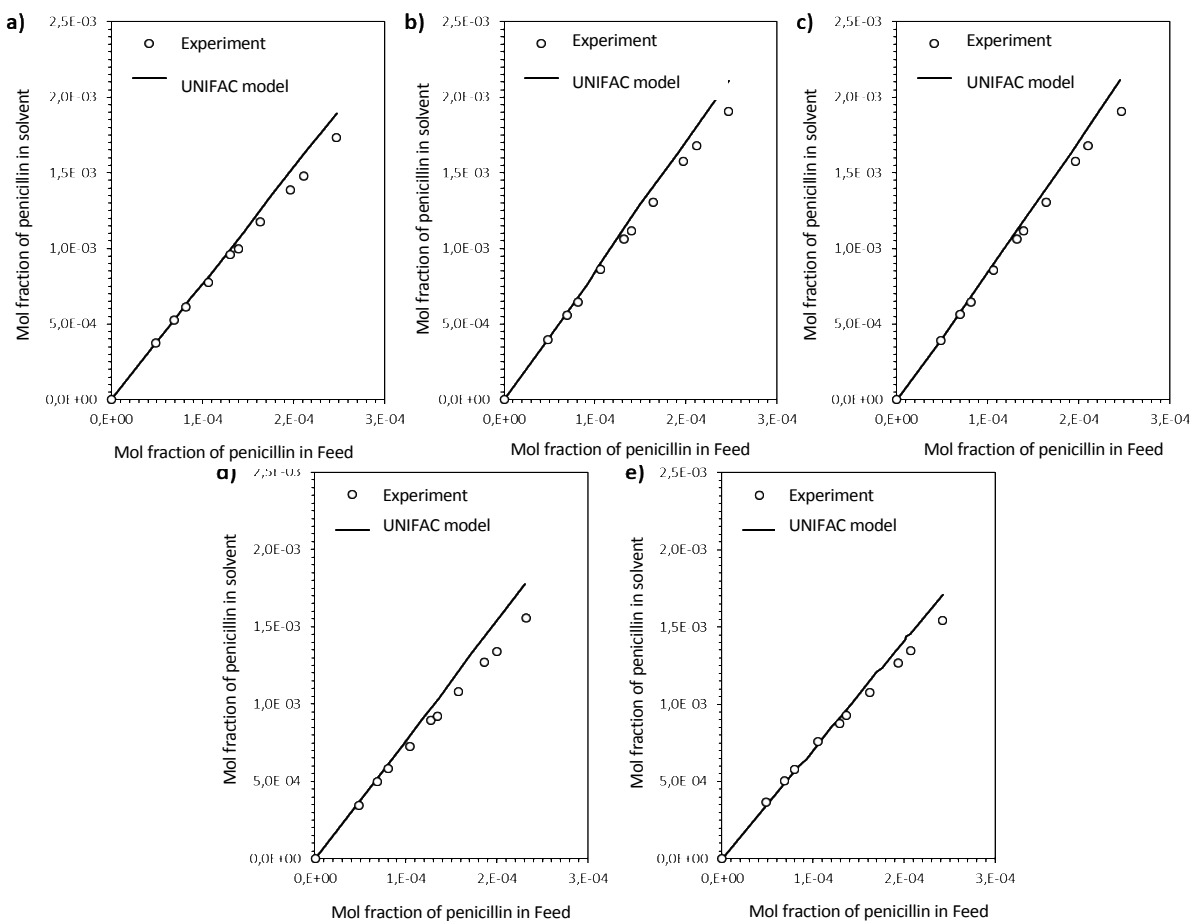 a)
2,5E-03
2,0E-03
1,5E-03
1,0E-03
5,0E-04
0,0E+00
0,E+00 1,E-04 2,E-04 3,E-04
Experiment
UNIFAC model
Mol fraction of penicillin in solvent
Mol fraction of penicillin in Feed
b)
2,5E-03
2,0E-03
1,5E-03
1,0E-03
5,0E-04
0,0E+00
0,E+00 1,E-04 2,E-04 3,E-04
Experiment
UNIFAC model
Mol fraction of penicillin in solvent
Mol fraction of penicillin in Feed
c)
2,5E-03
2,0E-03
1,5E-03
1,0E-03
5,0E-04
0,0E+00
0,E+00 1,E-04 2,E-04 3,E-04
Experiment
UNIFAC model
Mol fraction of penicillin in solvent
Mol fraction of penicillin in Feed
d)
2,5E-03
2,0E-03
1,5E-03
1,0E-03
5,0E-04
0,0E+00
0,E+00 1,E-04 2,E-04 3,E-04
Experiment
UNIFAC model
Mol fraction of penicillin in solvent
Mol fraction of penicillin in Feed
e)
2,5E-03
2,0E-03
1,5E-03
1,0E-03
5,0E-04
0,0E+00
0,E+00 1,E-04 2,E-04 3,E-04
Experiment
UNIFAC model
Mol fraction of penicillin in solvent
Mol fraction of penicillin in Feed